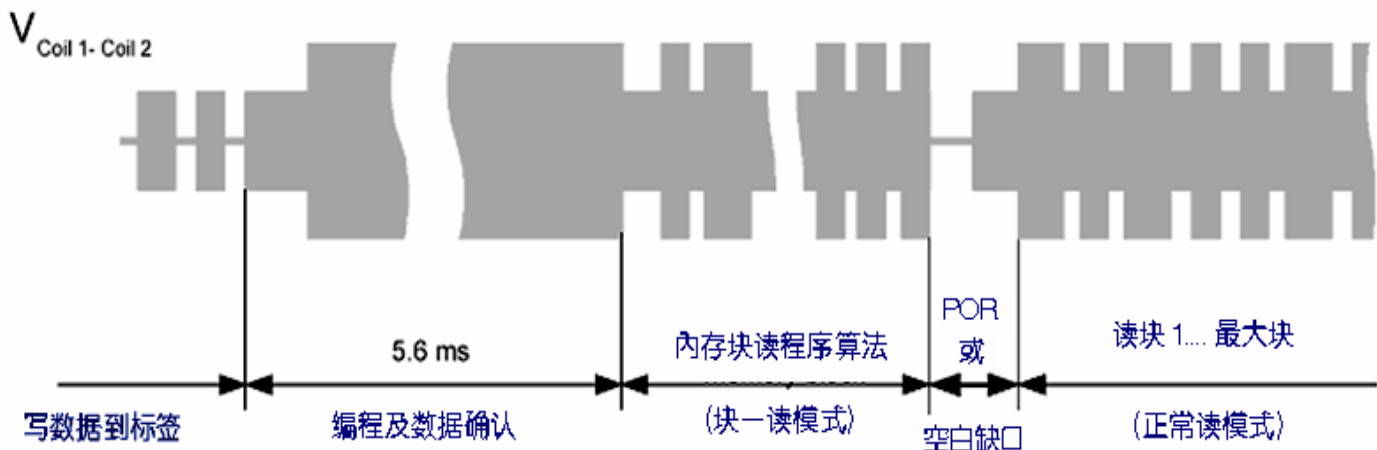 V Coil 1- Coil 2
5.6 ms
內存块读程序算法
POR
或
读块 1.... 最大块
写数据到标签
编程及数据确认
(块一读模式)
空白缺口
(正常读模式)